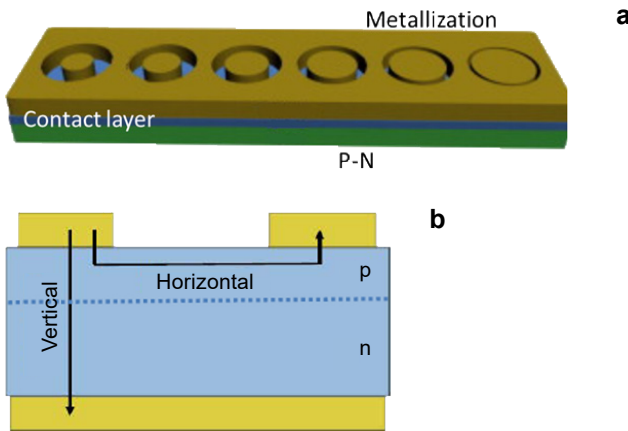 Metallization
a
Contact layer
P-N
b
Horizontal
p
Vertical
n